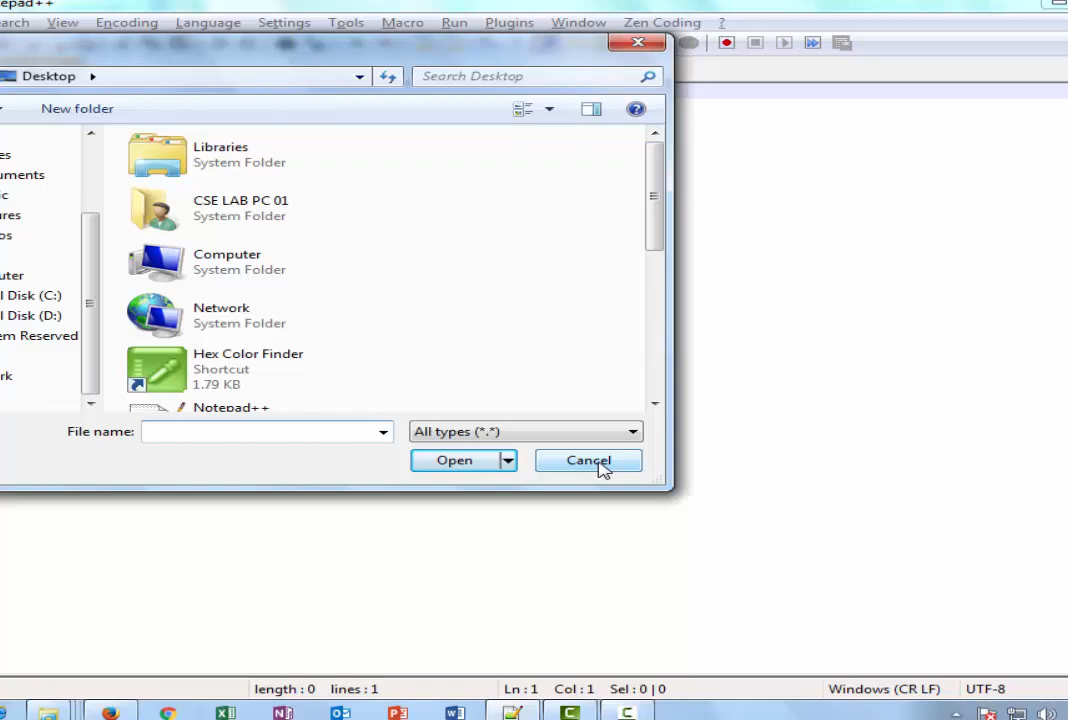 tepad++
earch View Encoding Language Settings Tools Macro Run Plugins Window Zen Coding ?
Desktop
Search Desktop
New folder
Libraries
System Folder
CSE LAB PC 01
System Folder
Computer
System Folder
Network
System Folder
Hex Color Finder
Shortcut
1.79 KB
Notepad++
es
uments
ic
ures
os
uter
l Disk (C:)
l Disk (D:)
em Reserved
rk
File name:
All types (*.*)
Open
Cancel
length : 0 lines : 1 Ln : 1 Col : 1 Sel : 0 | 0 Windows (CR LF) UTF-8